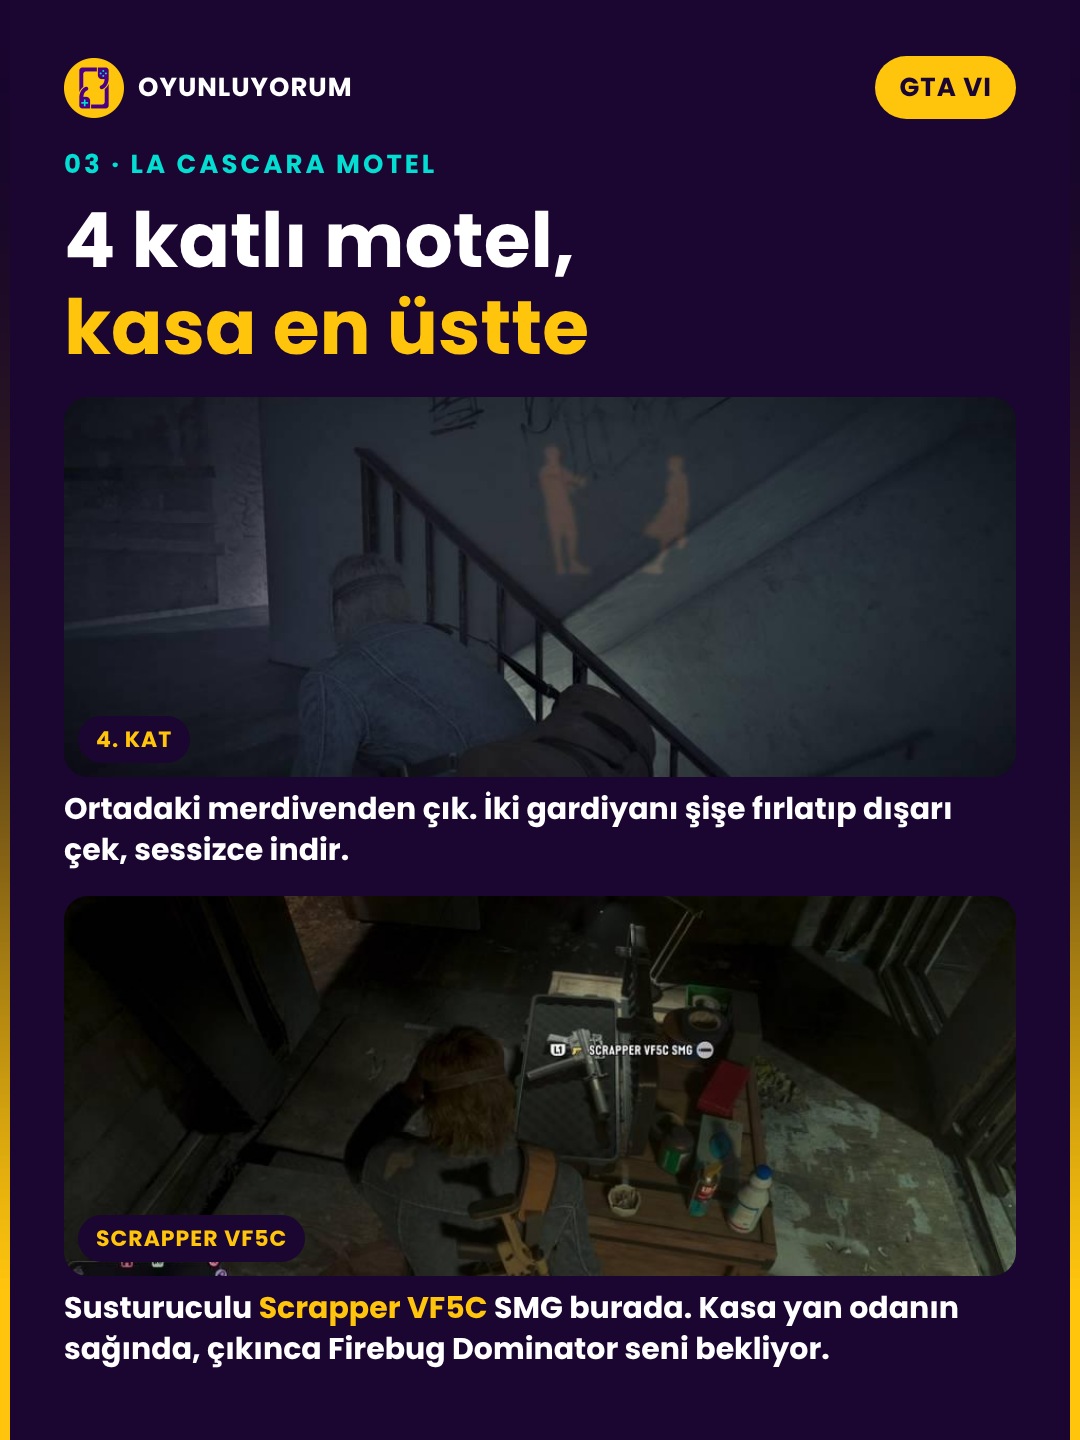 OYUNLUYORUM
GTA VI
03 · LA CASCARA MOTEL
4 katlı motel,
kasa en üstte
4. KAT
Ortadaki merdivenden çık. İki gardiyanı şişe fırlatıp dışarı
çek, sessizce indir.
L1 SCRAPPER VF5C SMG
SCRAPPER VF5C
Susturuculu Scrapper VF5C SMG burada. Kasa yan odanın
sağında, çıkınca Firebug Dominator seni bekliyor.